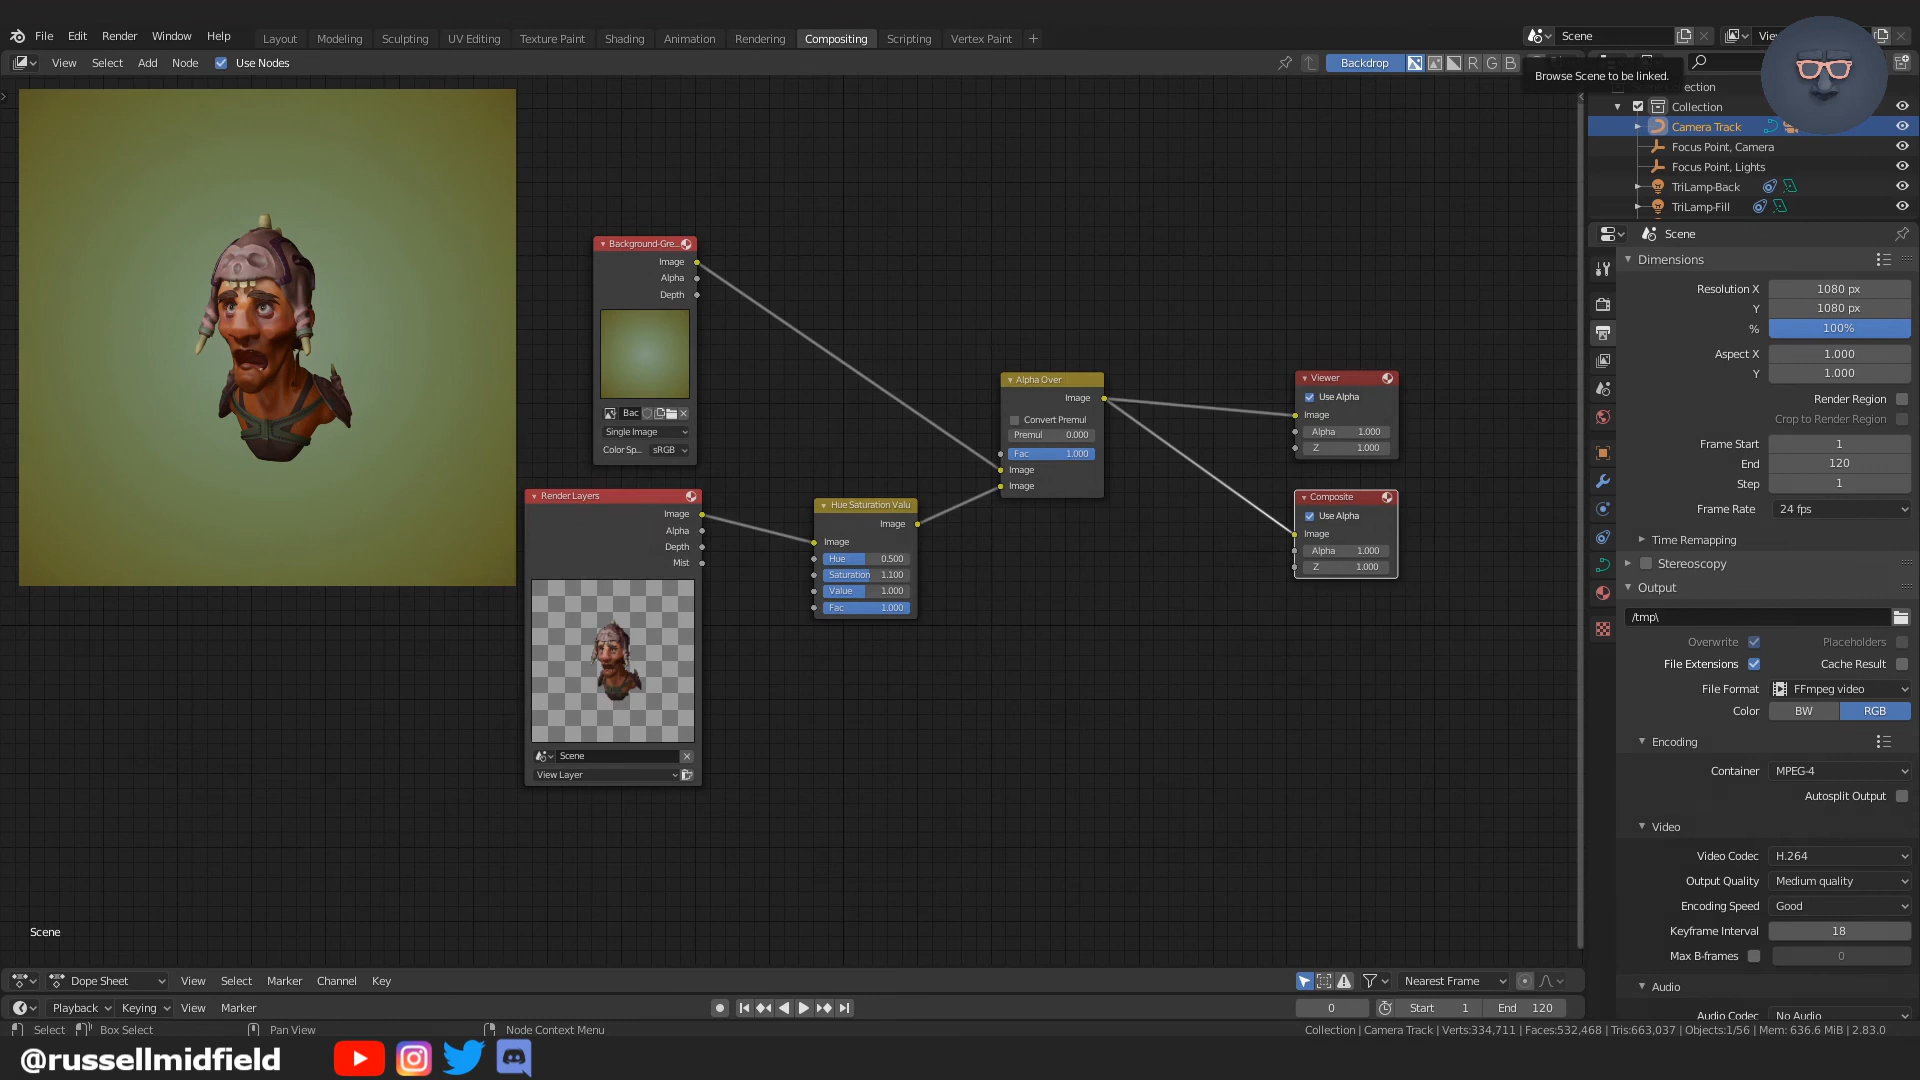 File Edit Render Window Help Layout Modeling Sculpting UV Editing Texture Paint Shading Animation Rendering Compositing Scripting Vertex Paint + Scene
View Select Add Node Use Nodes Backdrop R G B
Browse Scene to be linked.
Collection
Camera Track
Focus Point, Camera
Focus Point, Lights
TriLamp-Back
TriLamp-Fill
Scene
Dimensions
Resolution X 1080 px
Y 1080 px
% 100%
Aspect X 1.000
Y 1.000
Render Region
Crop to Render Region
Frame Start 1
End 120
Step 1
Frame Rate 24 fps
Time Remapping
Stereoscopy
Output
/tmp\
Overwrite Placeholders
File Extensions Cache Result
File Format FFmpeg video
Color BW RGB
Encoding
Container MPEG-4
Autosplit Output
Video
Video Codec H.264
Output Quality Medium quality
Encoding Speed Good
Keyframe Interval 18
Max B-frames 0
Audio
Audio Codec No Audio
Background-Gre...
Image
Alpha
Depth
Bac
Single Image
Color Sp... sRGB
Render Layers
Image
Alpha
Depth
Mist
Scene
View Layer
Hue Saturation Valu
Image
Image
Hue 0.500
Saturation 1.100
Value 1.000
Fac 1.000
Alpha Over
Image
Convert Premul
Premul 0.000
Fac 1.000
Image
Image
Viewer
Use Alpha
Image
Alpha 1.000
Z 1.000
Composite
Use Alpha
Image
Alpha 1.000
Z 1.000
Scene
Dope Sheet View Select Marker Channel Key Nearest Frame
Playback Keying View Marker 0 Start 1 End 120
Select Box Select Pan View Node Context Menu Collection | Camera Track | Verts:334,711 | Faces:532,468 | Tris:663,037 | Objects:1/56 | Mem: 636.6 MiB | 2.83.0
@russellmidfield